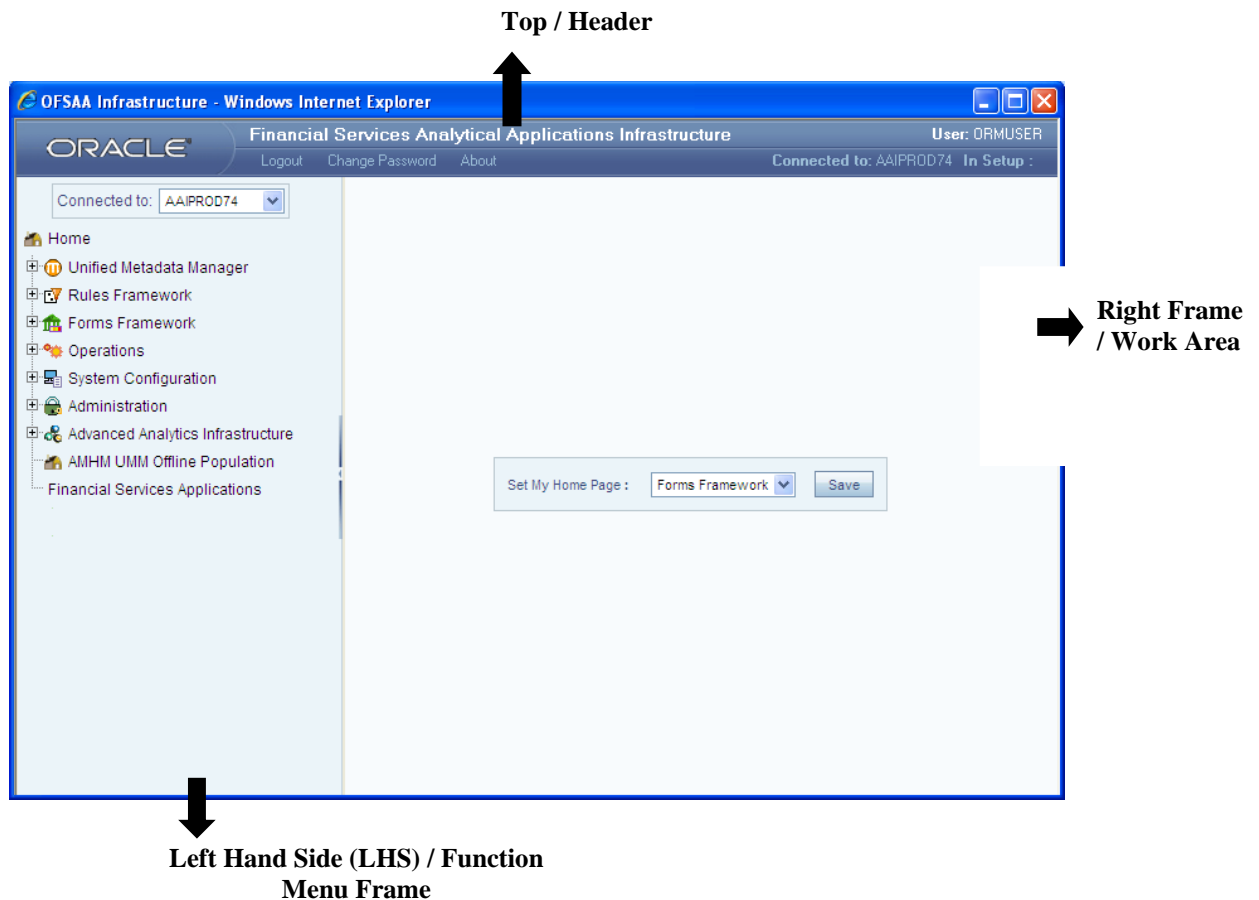 Top / Header
OFSAA Infrastructure - Windows Internet Explorer
ORACLE
Financial Services Analytical Applications Infrastructure
User: ORMUSER
Logout Change Password About
Connected to: AAIPROD74 In Setup :
Connected to: AAIPROD74
Home
Unified Metadata Manager
Rules Framework
Forms Framework
Operations
System Configuration
Administration
Advanced Analytics Infrastructure
AMHM UMM Offline Population
Financial Services Applications
Set My Home Page : Forms Framework Save
Right Frame
/ Work Area
Left Hand Side (LHS) / Function
Menu Frame